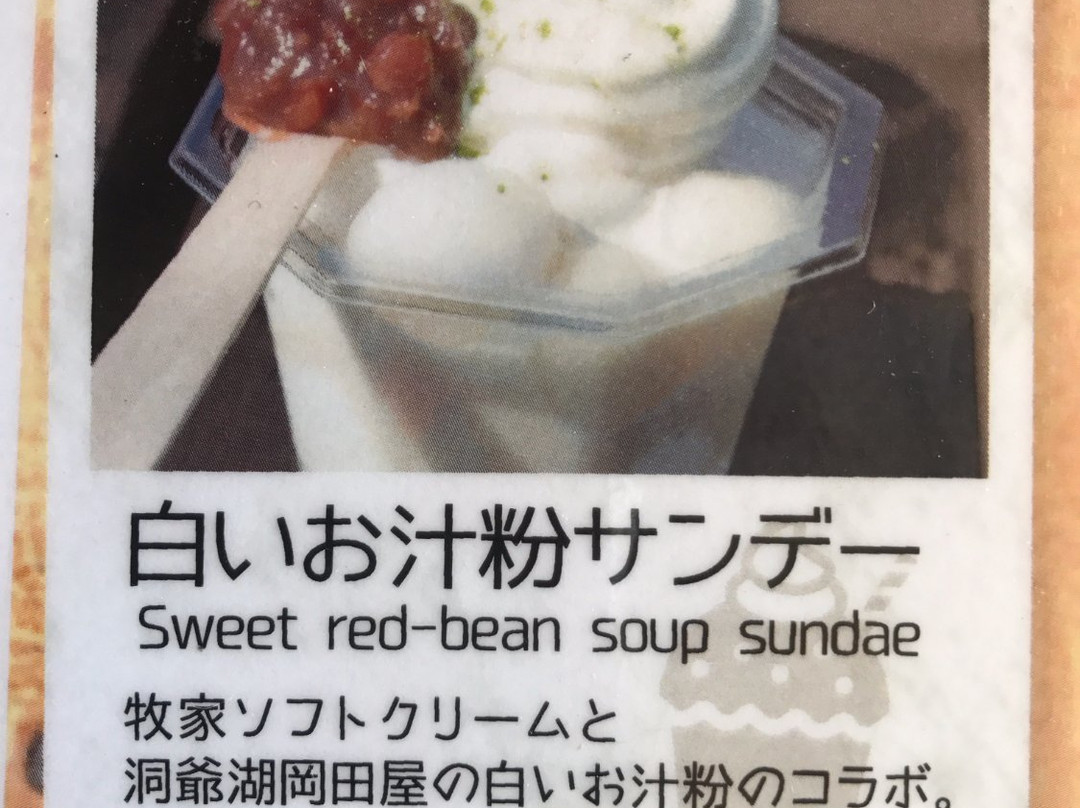 白いお汁粉サンデー
Sweet red-bean soup sundae
牧家ソフトクリームと
洞爺湖岡田屋の白いお汁粉のコラボ。